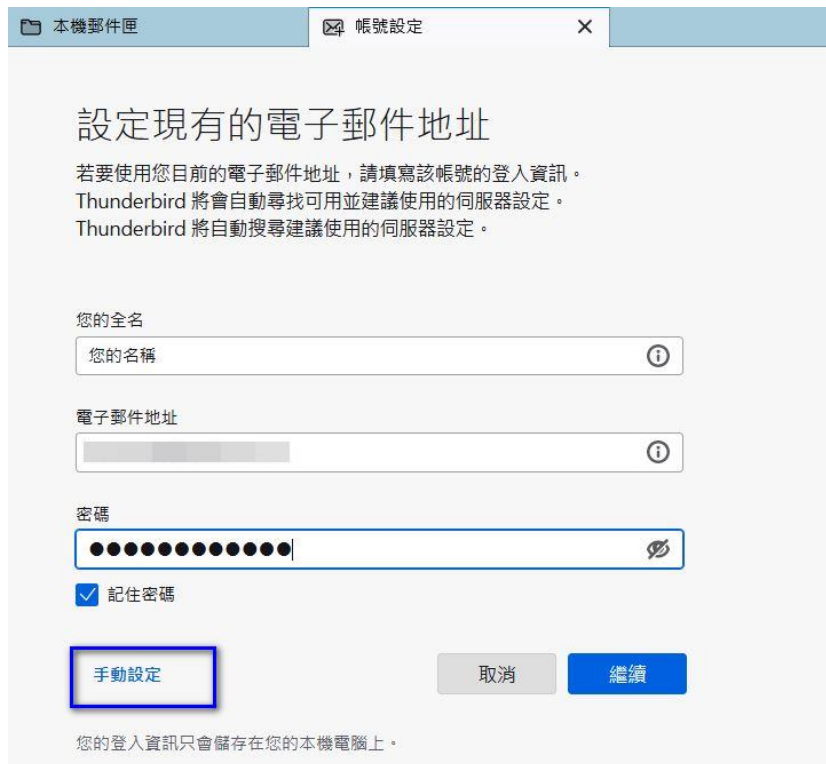 本機郵件匣
帳號設定
設定現有的電子郵件地址
若要使用您目前的電子郵件地址，請填寫該帳號的登入資訊。
Thunderbird 將會自動尋找可用並建議使用的伺服器設定。
Thunderbird 將自動搜尋建議使用的伺服器設定。
您的全名
您的名稱
電子郵件地址
密碼
記住密碼
手動設定
取消
繼續
您的登入資訊只會儲存在您的本機電腦上。